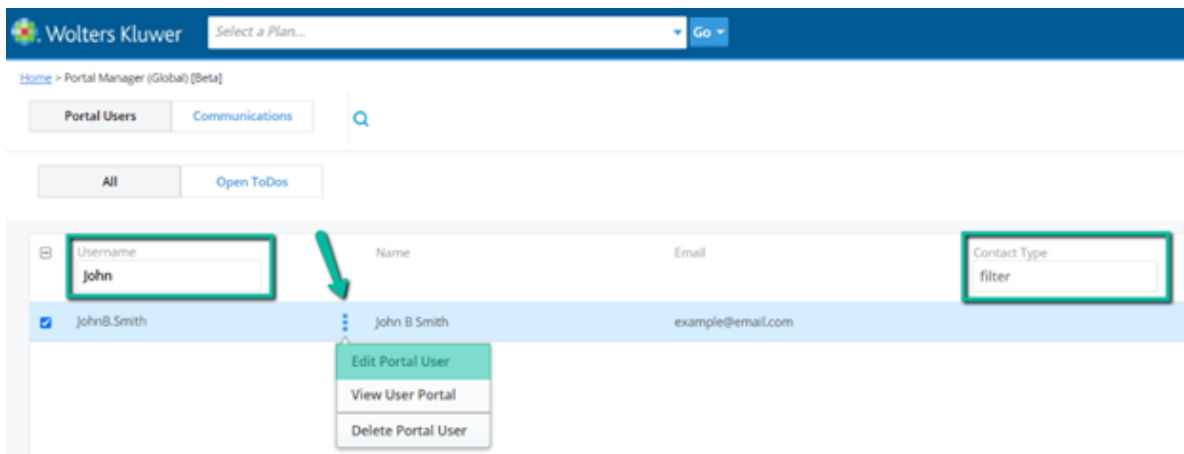 Wolters Kluwer Select a Plan... Go
Home > Portal Manager (Global) [Beta]
Portal Users Communications
All Open ToDos
Username Name Email Contact Type
John filter
JohnB.Smith John B Smith example@email.com
Edit Portal User
View User Portal
Delete Portal User